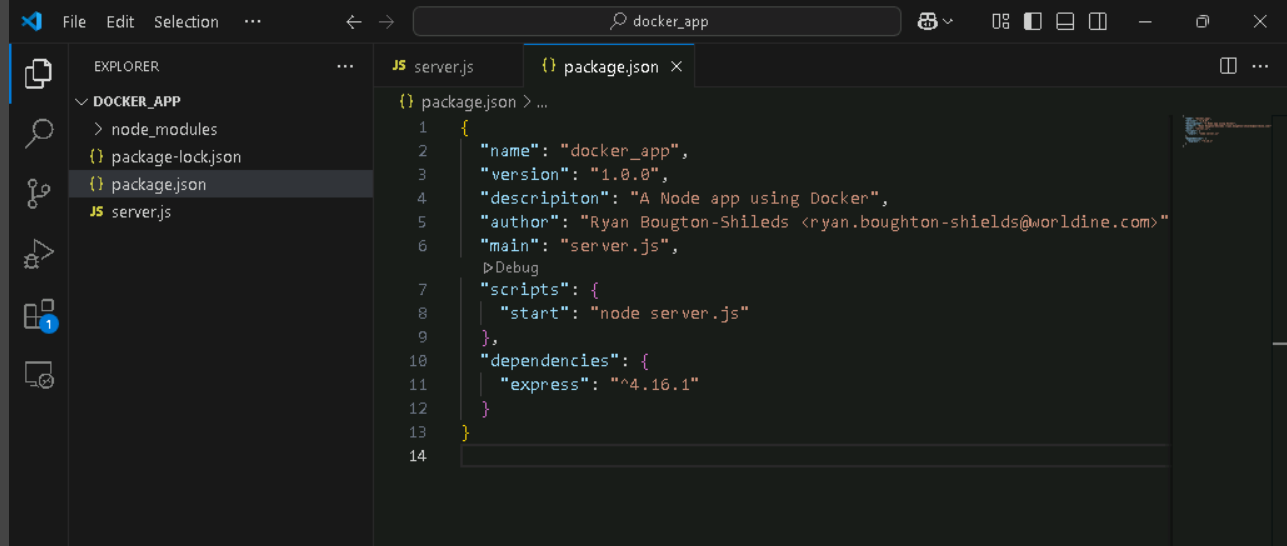 File Edit Selection ... docker_app
EXPLORER ...
server.js
package.json
DOCKER_APP
node_modules
package-lock.json
package.json
server.js
package.json > ...
1 {
2 "name": "docker_app",
3 "version": "1.0.0",
4 "descripiton": "A Node app using Docker",
5 "author": "Ryan Bougton-Shileds <ryan.boughton-shields@worldine.com>"
6 "main": "server.js",
Debug
7 "scripts": {
8 "start": "node server.js"
9 },
10 "dependencies": {
11 "express": "^4.16.1"
12 }
13 }
14
JS
JS
1